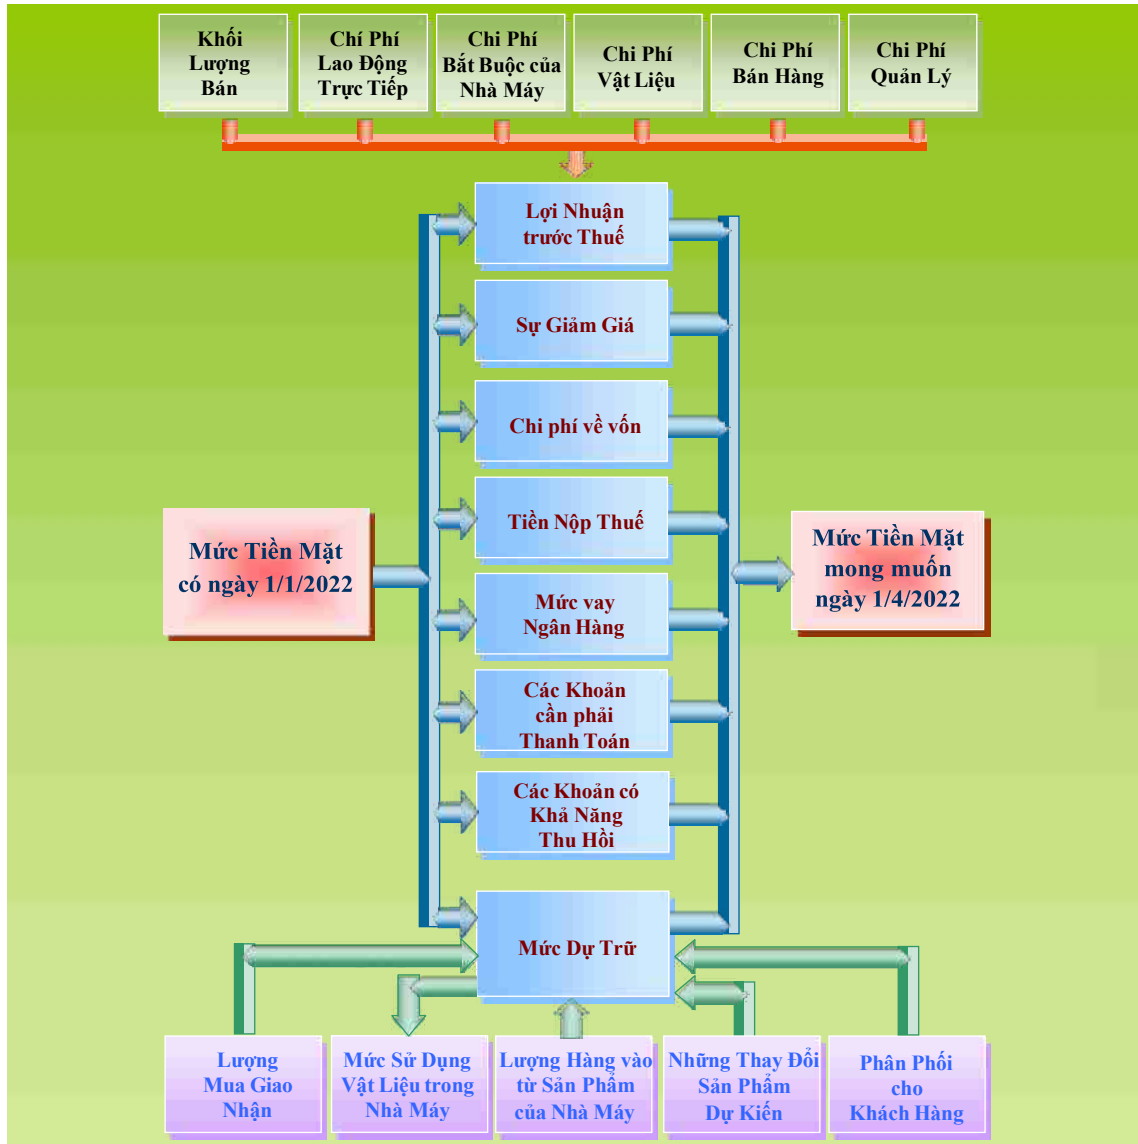 Khối
Lượng
Bán
Chí Phí
Lao Động
Trực Tiếp
Chi Phí
Bắt Buộc của
Nhà Máy
Chi Phí
Vật Liệu
Chi Phí
Bán Hàng
Chi Phí
Quản Lý
Lợi Nhuận
trước Thuế
Sự Giảm Giá
Chi phí về vốn
Tiền Nộp Thuế
Mức Tiền Mặt
có ngày 1/1/2022
Mức Tiền Mặt
mong muốn
ngày 1/4/2022
Mức vay
Ngân Hàng
Các Khoản
cần phải
Thanh Toán
Các Khoản có
Khả Năng
Thu Hồi
Mức Dự Trữ
Lượng
Mua Giao
Nhận
Mức Sử Dụng
Vật Liệu trong
Nhà Máy
Lượng Hàng vào
từ Sản Phẩm
của Nhà Máy
Những Thay Đổi
Sản Phẩm
Dự Kiến
Phân Phối
cho
Khách Hàng